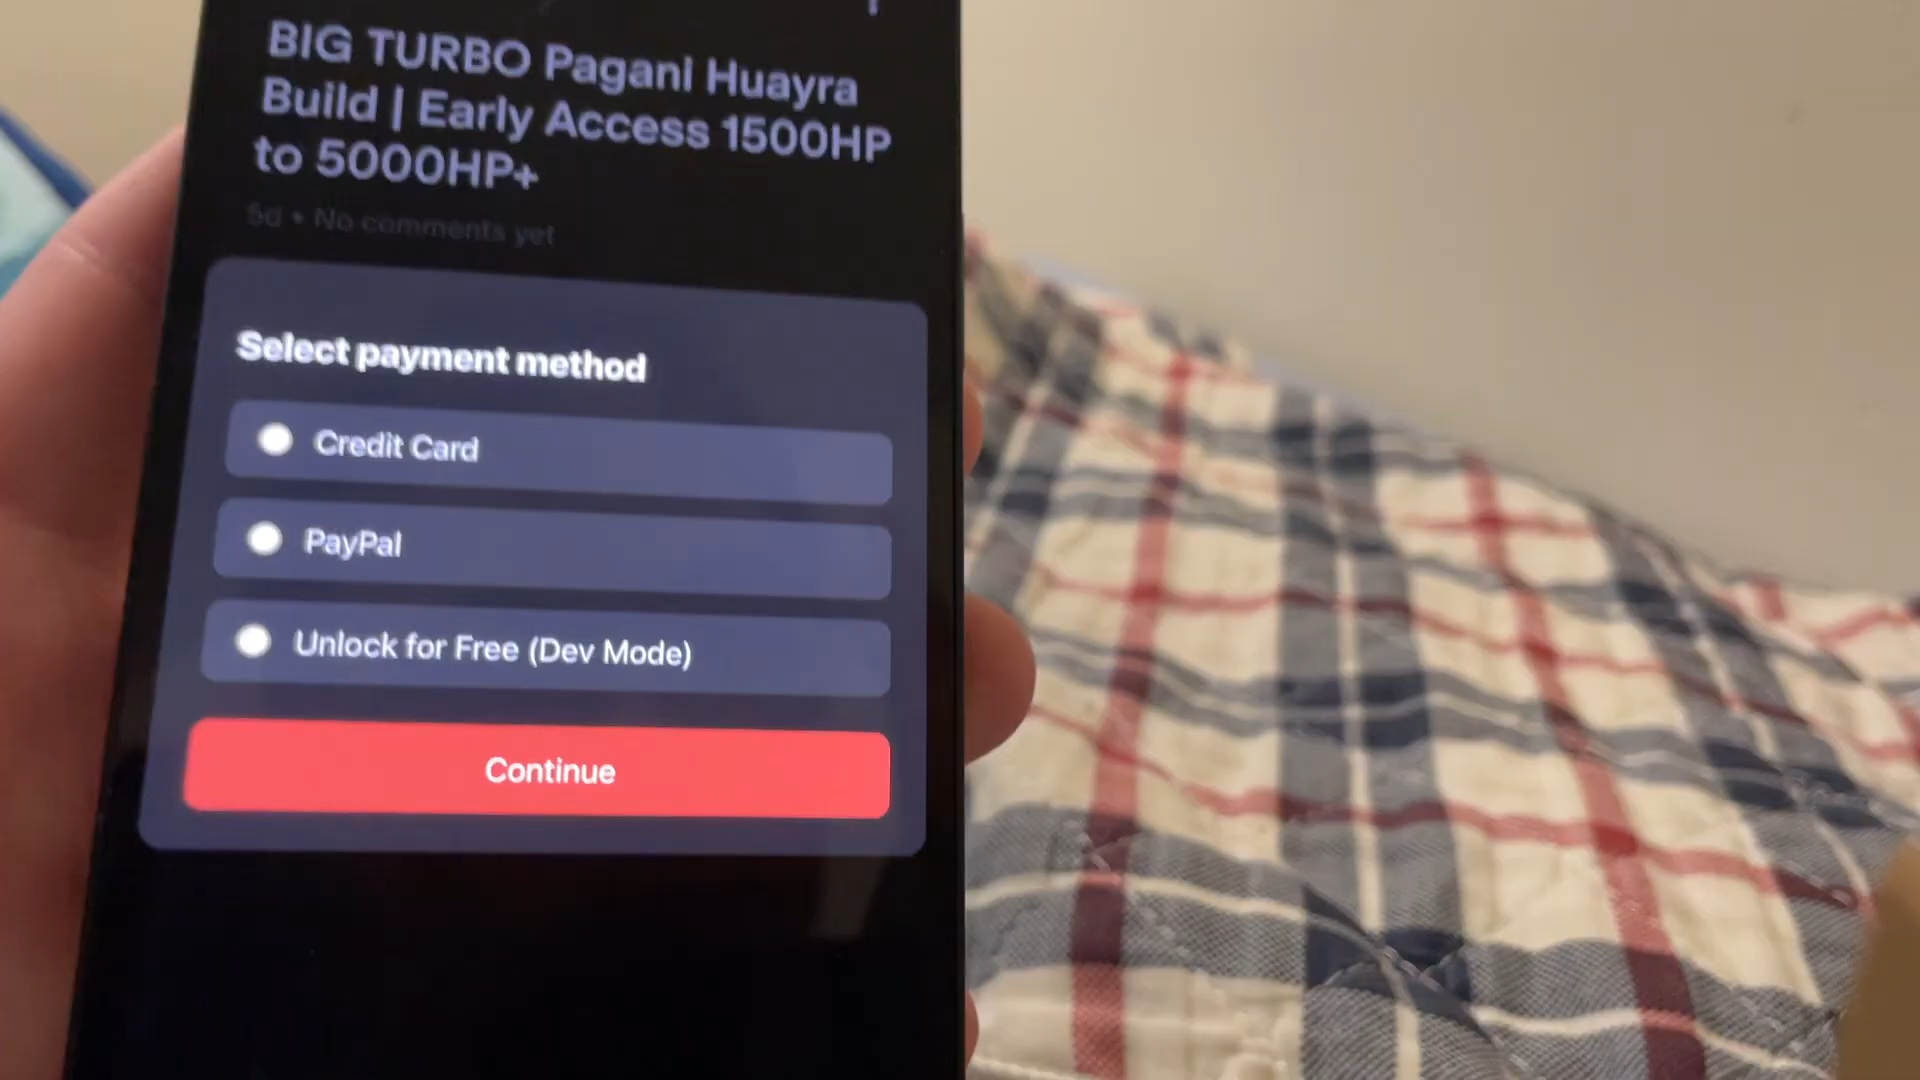 BIG TURBO Pagani Huayra
Build | Early Access 1500HP
to 5000HP+
5d • No comments yet
Select payment method
Credit Card
PayPal
Unlock for Free (Dev Mode)
Continue